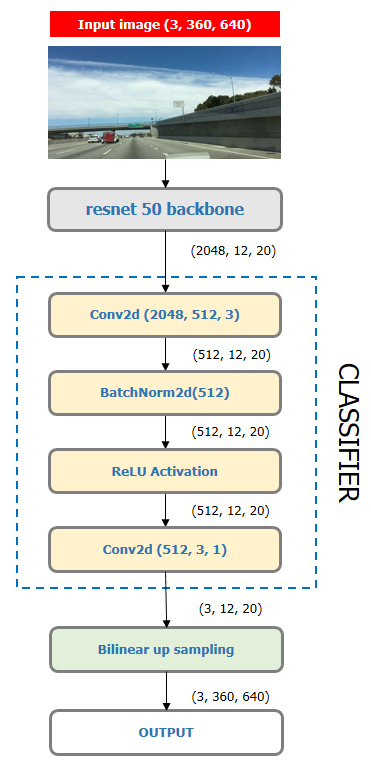 Input image (3, 360, 640)
resnet 50 backbone
(2048, 12, 20)
Conv2d (2048, 512, 3)
(512, 12, 20)
BatchNorm2d(512)
(512, 12, 20)
ReLU Activation
(512, 12, 20)
Conv2d (512, 3, 1)
CLASSIFIER
(3, 12, 20)
Bilinear up sampling
(3, 360, 640)
OUTPUT